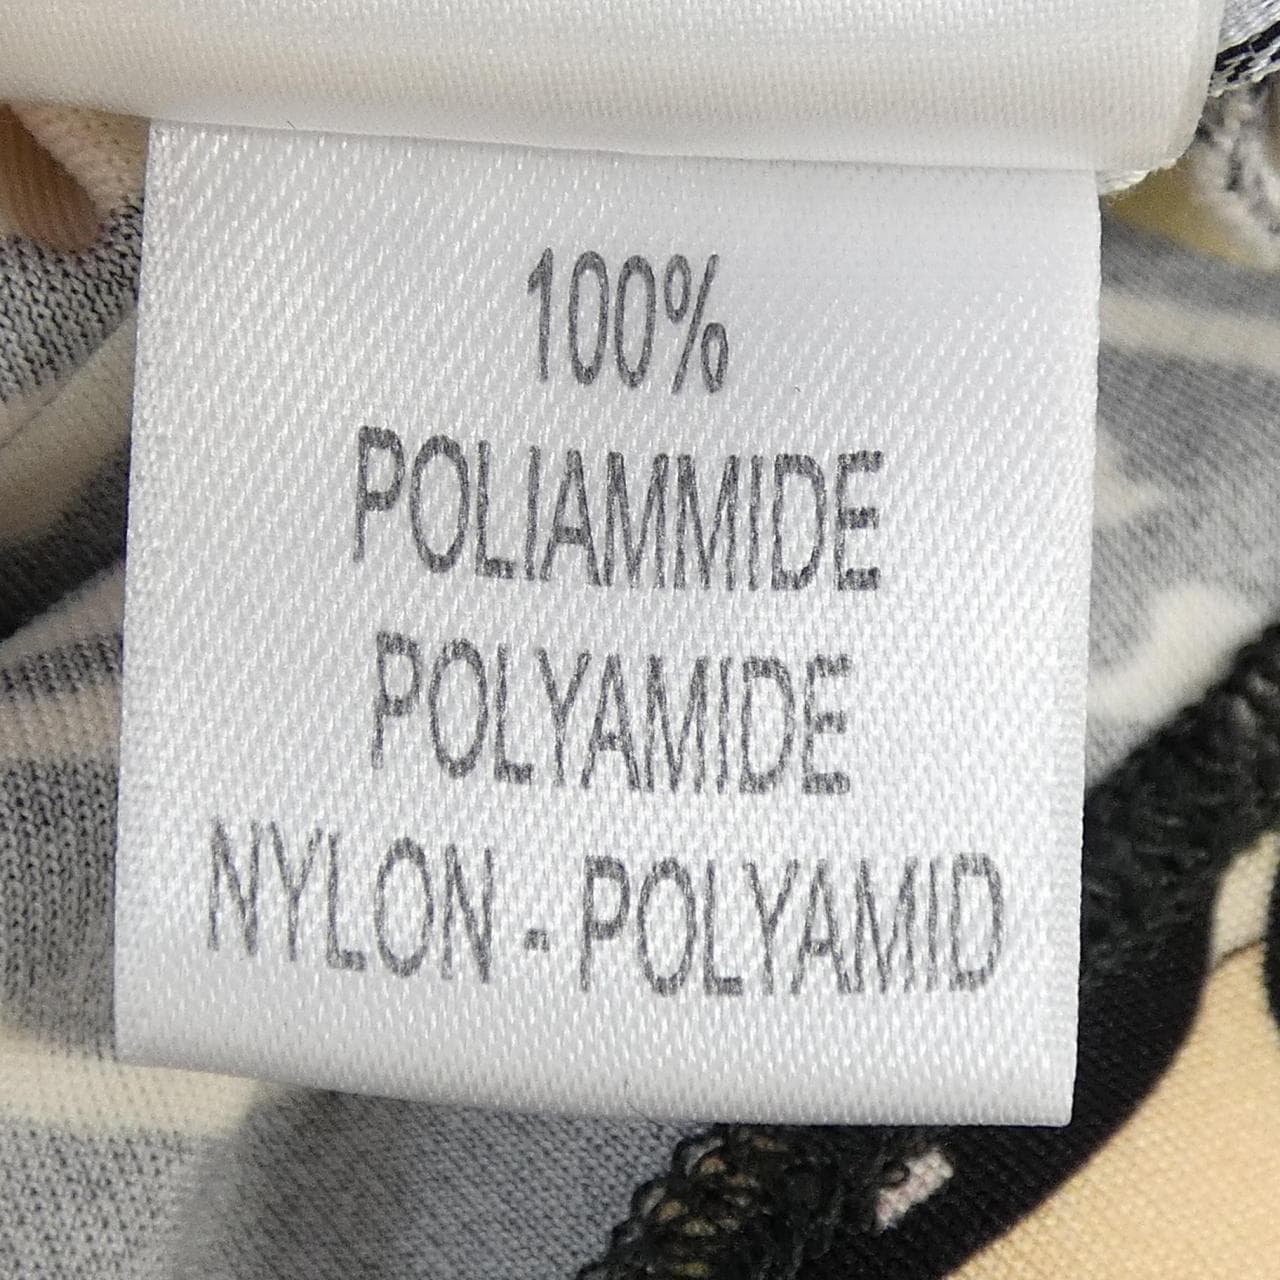 100%
POLIAMMIDE
POLYAMIDE
NYLON - POLYAMID